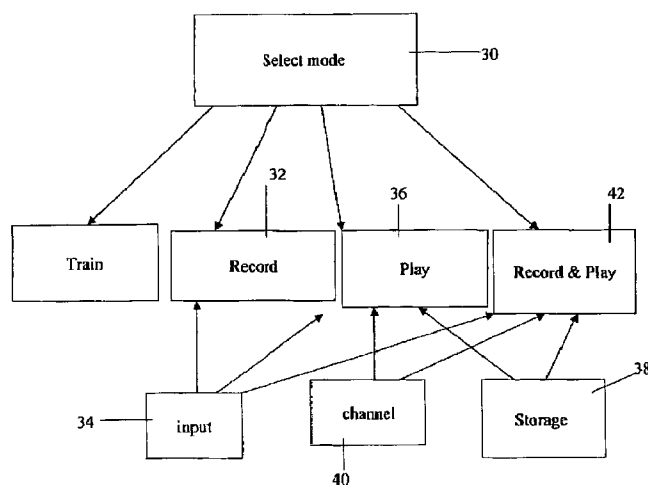 Select mode
30
32
36
42
Train
Record
Play
Record & Play
34
input
channel
40
Storage
38